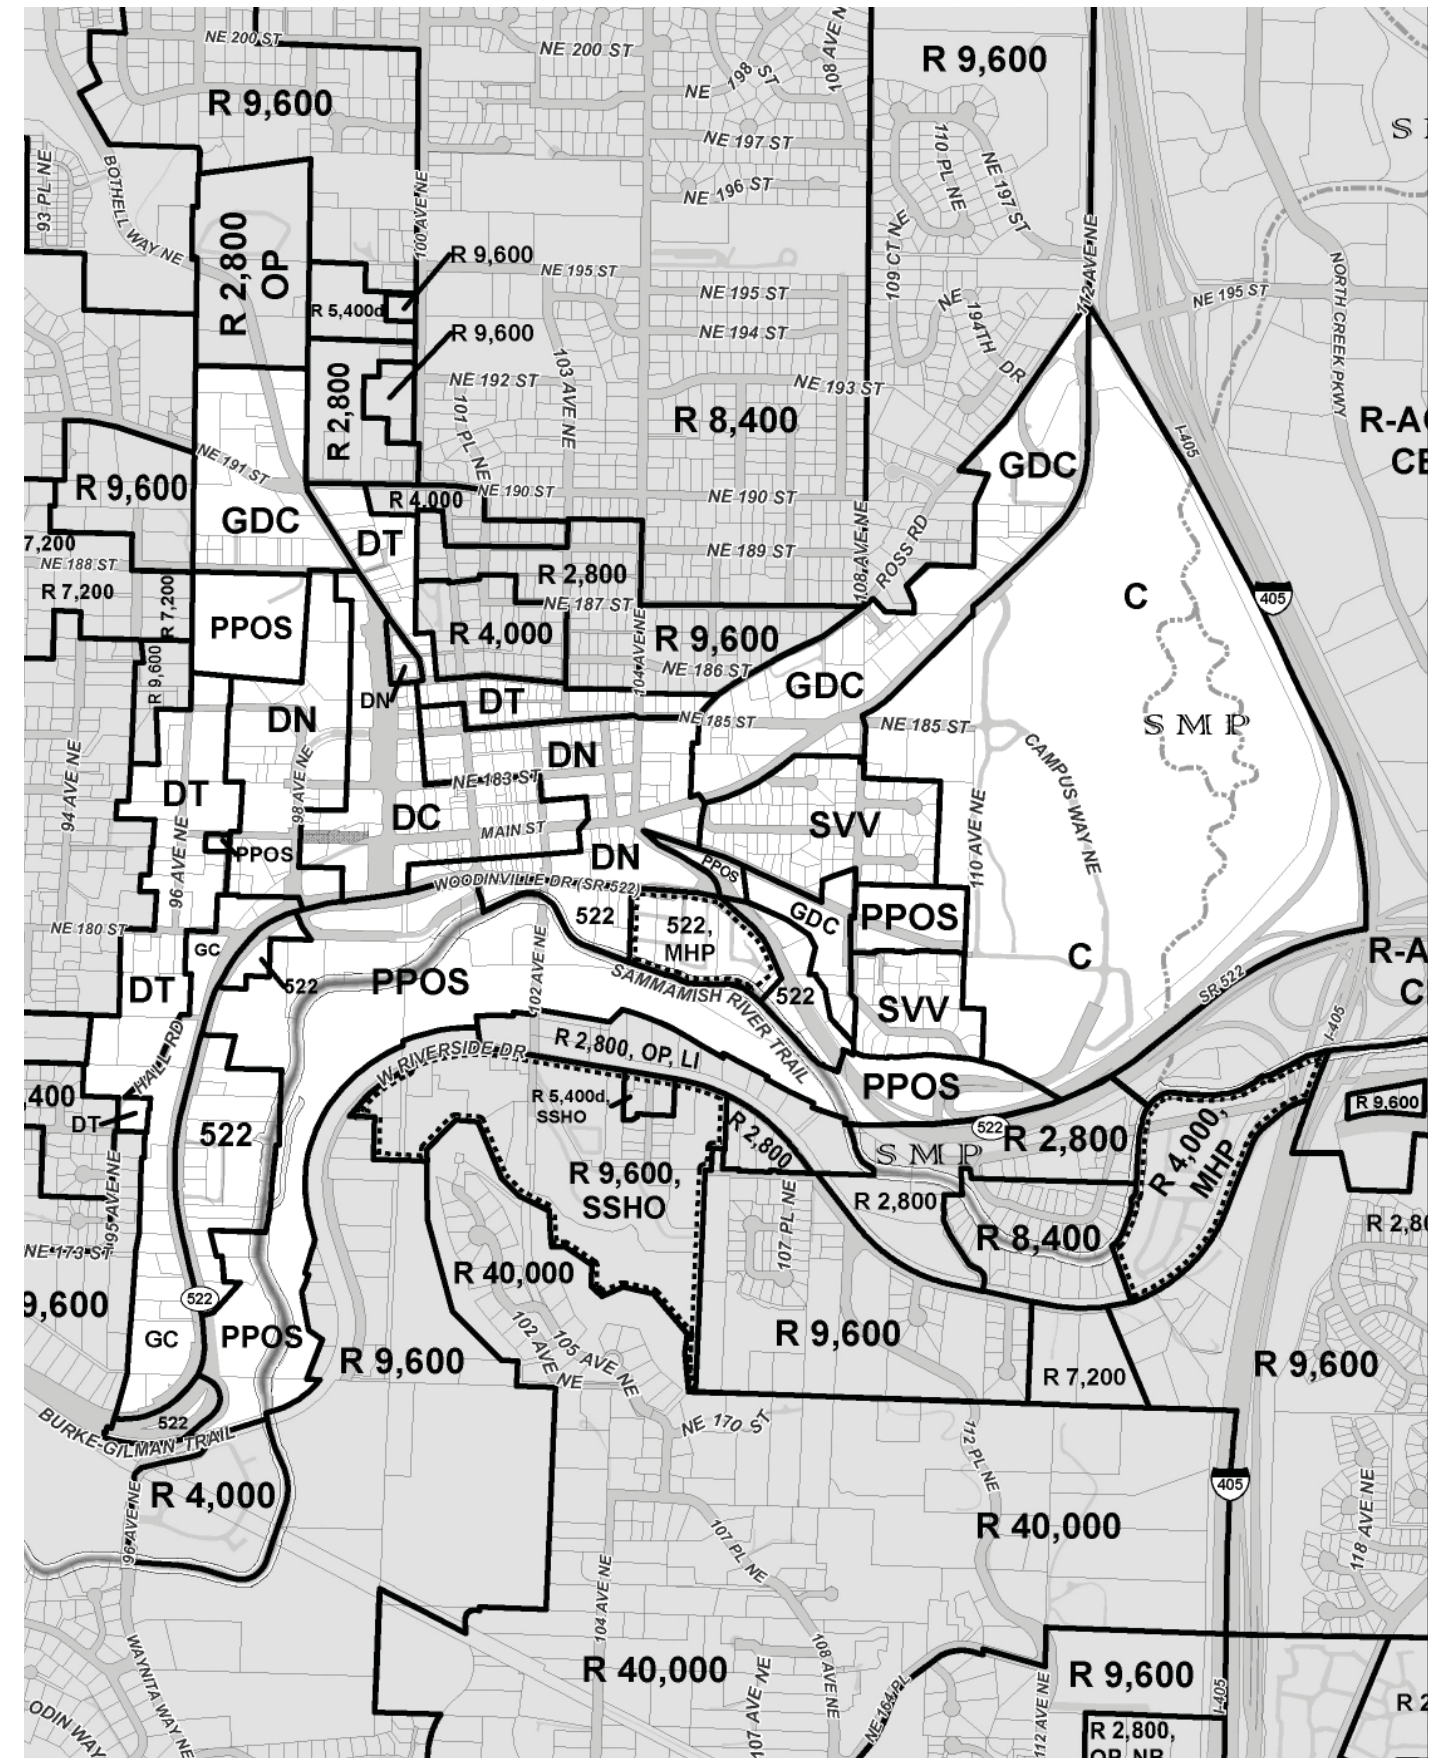 NE 200 ST
NE 200 ST
108 AVE N
R 9,600
NE 198 ST
R 9,600
S
NE 197 ST
110 PL NE
NE 197 ST
93 PL NE
BOTHELL WAY NE
NE 196 ST
100 AVE NE
R 2,800
OP
109 CT NE
112 AVE NE
R 9,600
NE 195 ST
NE 195 ST
NE 195 ST
NORTH CREEK PKWY
R 5,400d
NE 194TH DR
R 9,600
NE 194 ST
R 2,800
NE 192 ST
103 AVE NE
NE 193 ST
101 PL NE
R 8,400
R-A
CE
I-405
NE 191 ST
GDC
R 9,600
R 4,000
NE 190 ST
NE 190 ST
GDC
DT
108 AVE NE
ROSS RD
7,200
NE 188 ST
NE 189 ST
R 2,800
R 7,200
R 7,200
NE 187 ST
C
405
PPOS
R 4,000
104 AVE NE
R 9,600
R 9,600
NE 186 ST
GDC
DN
DT
DN
NE 185 ST
NE 185 ST
SMP
94 AVE NE
98 AVE NE
DN
CAMPUS WAY NE
NE 183 ST
DT
96 AVE NE
DC
MAIN ST
SVV
110 AVE NE
PPOS
DN
PPOS
WOODINVILLE DR (SR 522)
NE 180 ST
GC
522
522,
MHP
GDC
PPOS
C
R-A
C
522
PPOS
102 AVE NE
SAMMAMISH RIVER TRAIL
522
SVV
SR 522
I-405
DT
HALL RD
W RIVERSIDE DR
R 2,800, OP, LI
PPOS
,400
DT
R 5,400d,
SSHO
R 9,600
522
R 2,800
522
R 2,800
SMP
R 4,000,
MHP
95 AVE NE
R 9,600,
SSHO
107 PL NE
R 2,800
R 8,400
R 2,80
NE 173 ST
R 40,000
9,600
522
GC
PPOS
102 AVE NE
105 AVE NE
R 9,600
R 9,600
R 9,600
R 7,200
522
BURKE-GILMAN TRAIL
NE 170 ST
112 PL NE
R 4,000
96 AVE NE
405
R 40,000
118 AVE NE
107 PL NE
104 AVE NE
WAYNITA WAY NE
108 AVE NE
R 40,000
107 AVE NE
NE 164 PL
112 AVE NE
R 9,600
I-405
R 2
ODIN WAY
R 2,800,
OP, NB